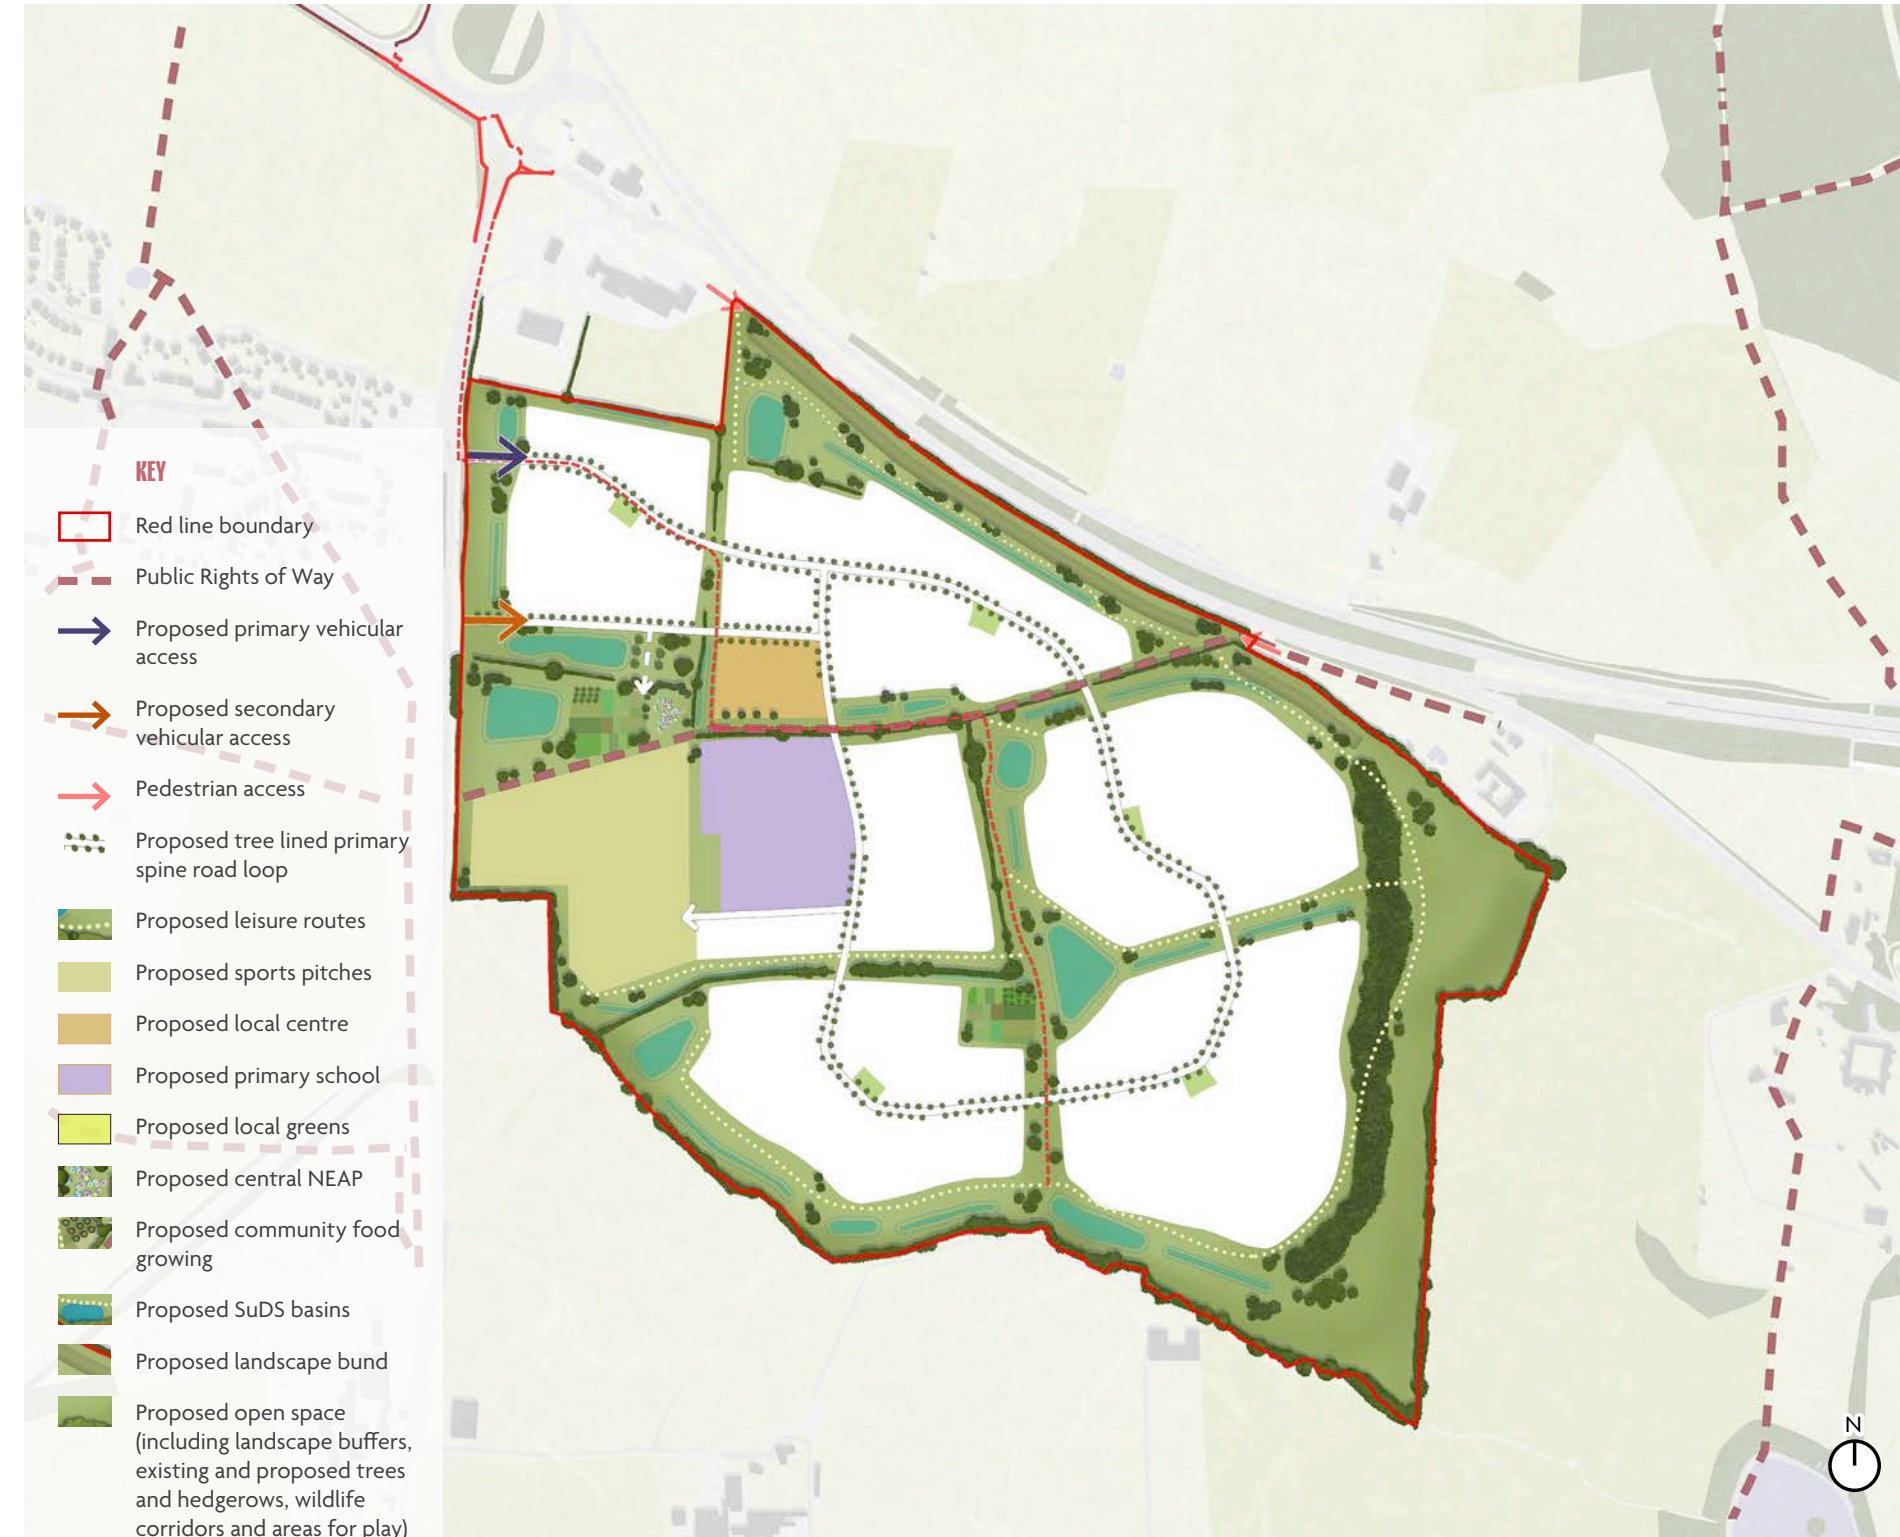 KEY
Red line boundary
Public Rights of Way
Proposed primary vehicular
access
Proposed secondary
vehicular access
Pedestrian access
Proposed tree lined primary
spine road loop
Proposed leisure routes
Proposed sports pitches
Proposed local centre
Proposed primary school
Proposed local greens
Proposed central NEAP
Proposed community food
growing
Proposed SuDS basins
Proposed landscape bund
Proposed open space
(including landscape buffers,
existing and proposed trees
and hedgerows, wildlife
corridors and areas for play)
N